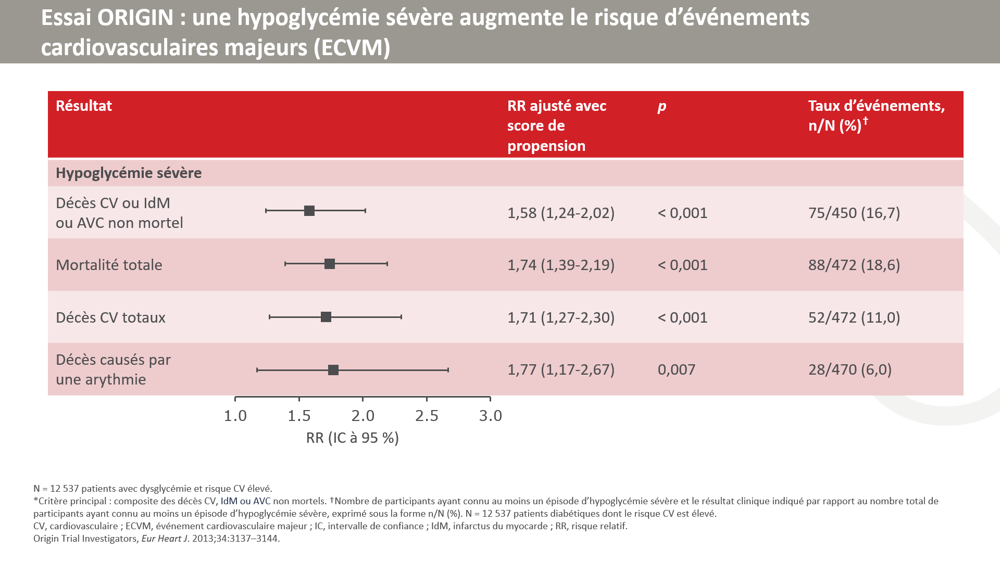 Essai ORIGIN : une hypoglycémie sévère augmente le risque d’événements
cardiovasculaires majeurs (ECVM)
Résultat
RR ajusté avec
score de
propension
p
Taux d’événements,
n/N (%)†
Hypoglycémie sévère
Décès CV ou IdM
ou AVC non mortel
1,58 (1,24-2,02)
< 0,001
75/450 (16,7)
Mortalité totale
1,74 (1,39-2,19)
< 0,001
88/472 (18,6)
Décès CV totaux
1,71 (1,27-2,30)
< 0,001
52/472 (11,0)
Décès causés par
une arythmie
1,77 (1,17-2,67)
0,007
28/470 (6,0)
1.0 1.5 2.0 2.5 3.0
RR (IC à 95 %)
N = 12 537 patients avec dysglycémie et risque CV élevé.
*Critère principal : composite des décès CV, IdM ou AVC non mortels. †Nombre de participants ayant connu au moins un épisode d’hypoglycémie sévère et le résultat clinique indiqué par rapport au nombre total de
participants ayant connu au moins un épisode d’hypoglycémie sévère, exprimé sous la forme n/N (%). N = 12 537 patients diabétiques dont le risque CV est élevé.
CV, cardiovasculaire ; ECVM, événement cardiovasculaire majeur ; IC, intervalle de confiance ; IdM, infarctus du myocarde ; RR, risque relatif.
Origin Trial Investigators, Eur Heart J. 2013;34:3137–3144.